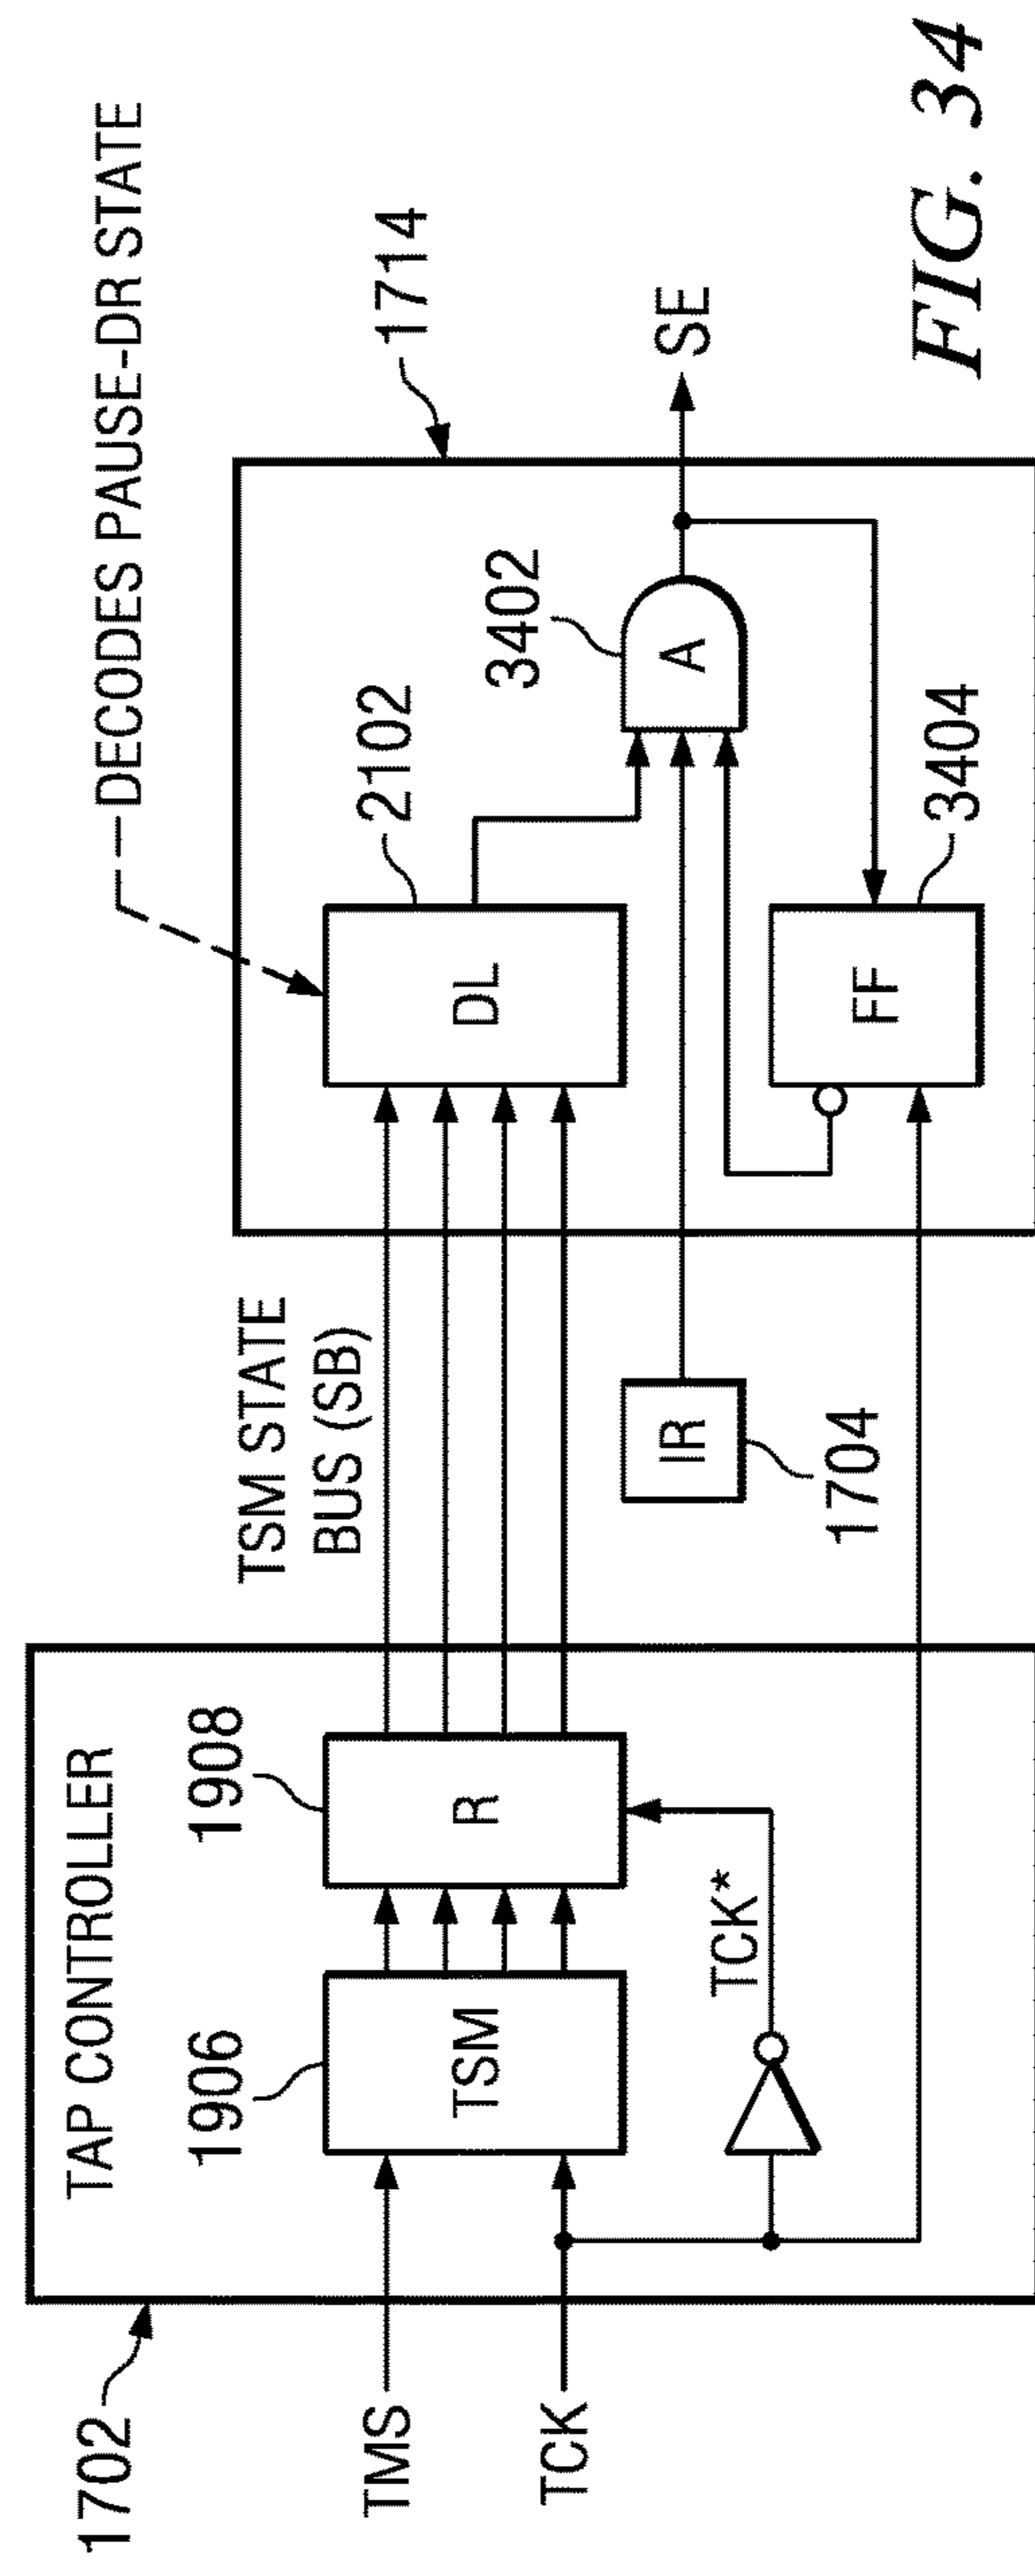 DECODES PAUSE-DR STATE
1702
TAP CONTROLLER
TSM STATE
BUS (SB)
1714
1906
1908
2102
3402
TMS
TSM
R
DL
TCK
IR
A
SE
TCK*
1704
FF
3404
FIG. 34